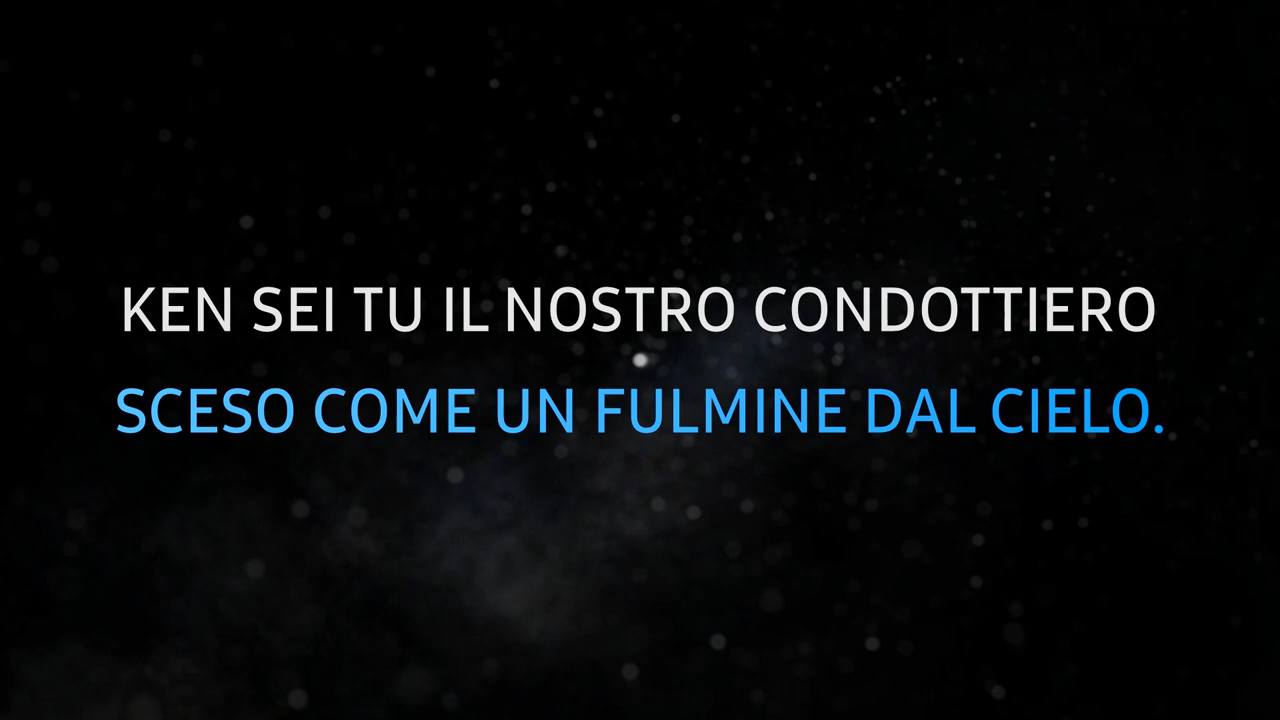 KEN SEI TU IL NOSTRO CONDOTTIERO
SCESO COME UN FULMINE DAL CIELO.